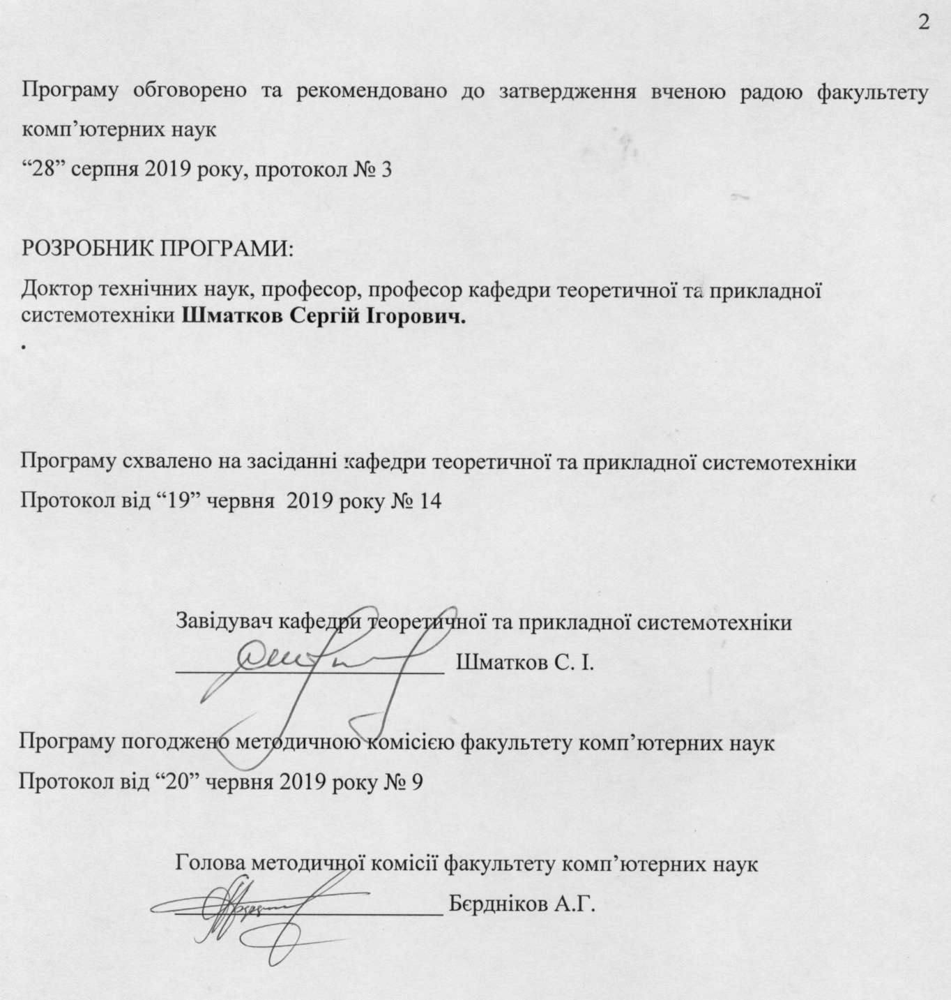 2
Програму обговорено та рекомендовано до затвердження вченою радою факультету
комп’ютерних наук
“28” серпня 2019 року, протокол № 3
РОЗРОБНИК ПРОГРАМИ:
Доктор технічних наук, професор, професор кафедри теоретичної та прикладної
системотехніки Шматков Сергій Ігорович.
.
Програму схвалено на засіданні кафедри теоретичної та прикладної системотехніки
Протокол від “19” червня 2019 року № 14
Завідувач кафедри теоретичної та прикладної системотехніки
Шматков С. І.
Програму погоджено методичною комісією факультету комп’ютерних наук
Протокол від “20” червня 2019 року № 9
Голова методичної комісії факультету комп’ютерних наук
Бєрдніков А.Г.